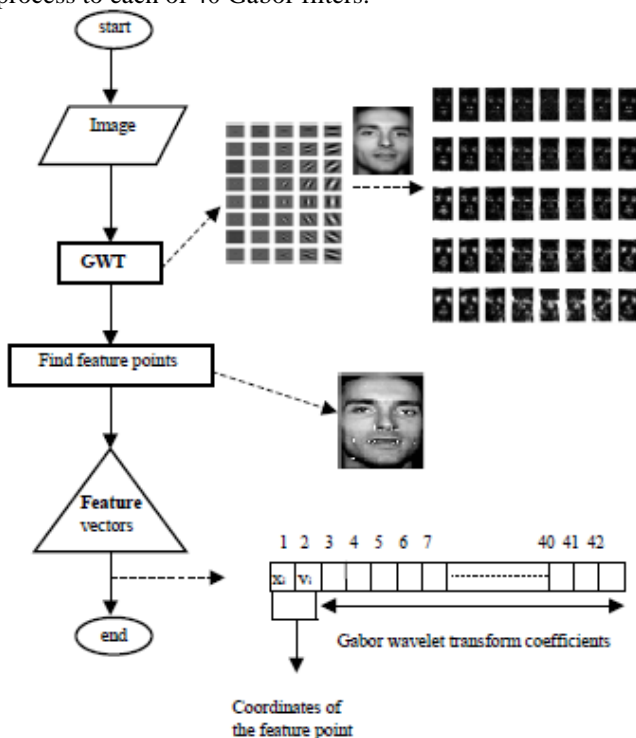 process to each of 40 Gabor filters.
start
Image
GWT
Find feature points
Feature
vectors
1 2 3 4 5 6 7 40 41 42
xᵢ yᵢ
end
Gabor wavelet transform coefficients
Coordinates of
the feature point